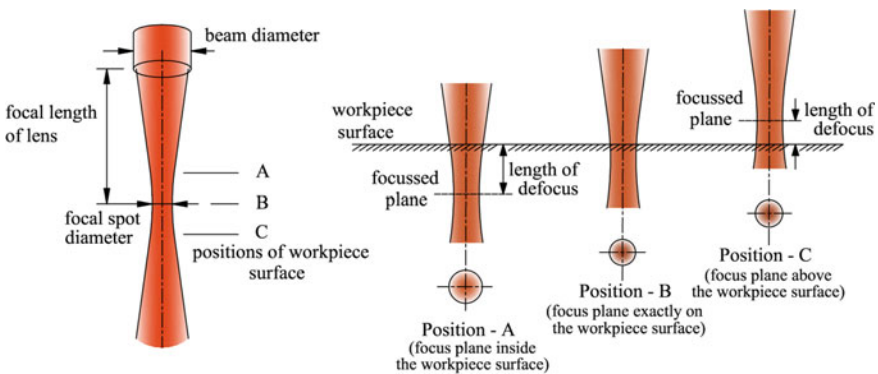 beam diameter
focal length
of lens
A
B
focal spot
diameter
C
positions of workpiece
surface
workpiece
surface
focussed
plane
length of
defocus
Position - A
(focus plane inside
the workpiece surface)
Position - B
(focus plane exactly on
the workpiece surface)
focussed
plane
length of
defocus
Position - C
(focus plane above
the workpiece surface)